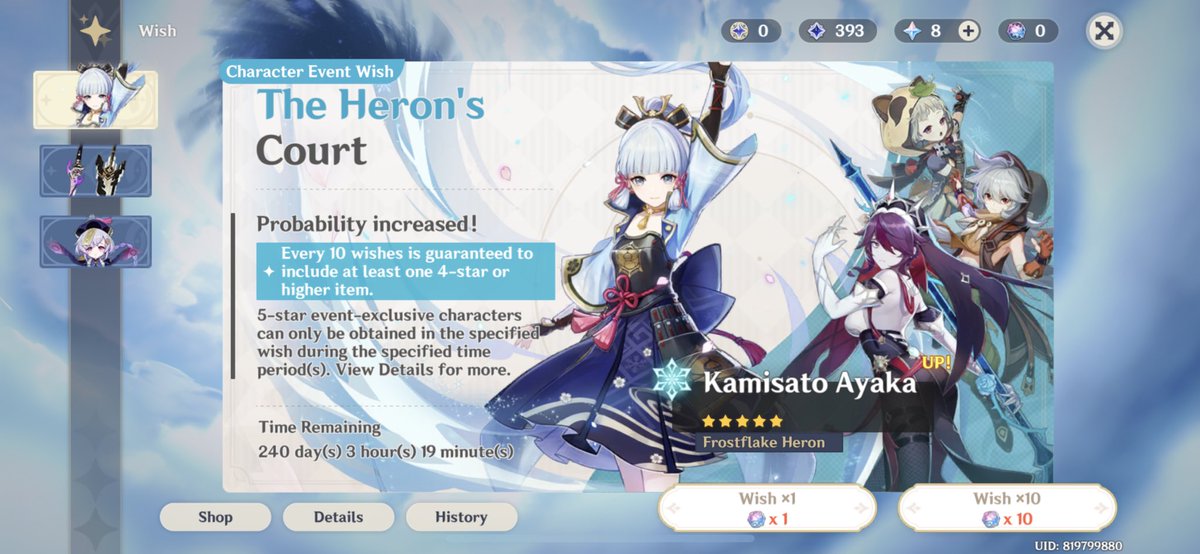 Wish
0
393
8
0
Character Event Wish
The Heron's
Court
Probability increased!
Every 10 wishes is guaranteed to
include at least one 4-star or
higher item.
5-star event-exclusive characters
can only be obtained in the specified
wish during the specified time
period(s). View Details for more.
Time Remaining
240 day(s) 3 hour(s) 19 minute(s)
UP!
Kamisato Ayaka
Frostflake Heron
Shop
Details
History
Wish ×1
x 1
Wish ×10
x 10
UID: 819799880